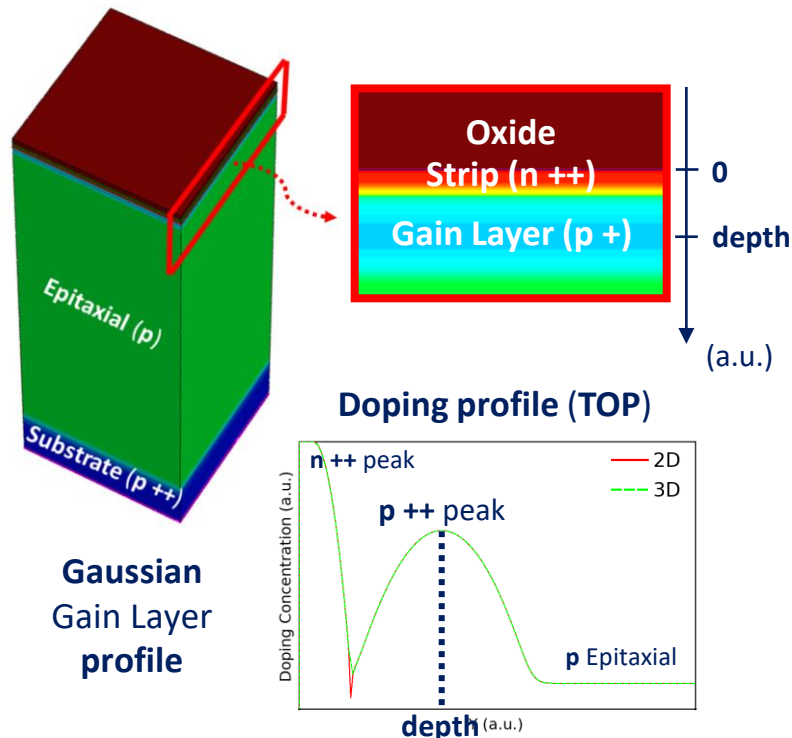 Oxide
Strip (n ++)
Gain Layer (p +)
0
depth
(a.u.)
Epitaxial (p)
Substrate (p ++)
Gaussian
Gain Layer
profile
Doping profile (TOP)
n ++ peak
p ++ peak
2D
3D
Doping Concentration (a.u.)
p Epitaxial
depth (a.u.)